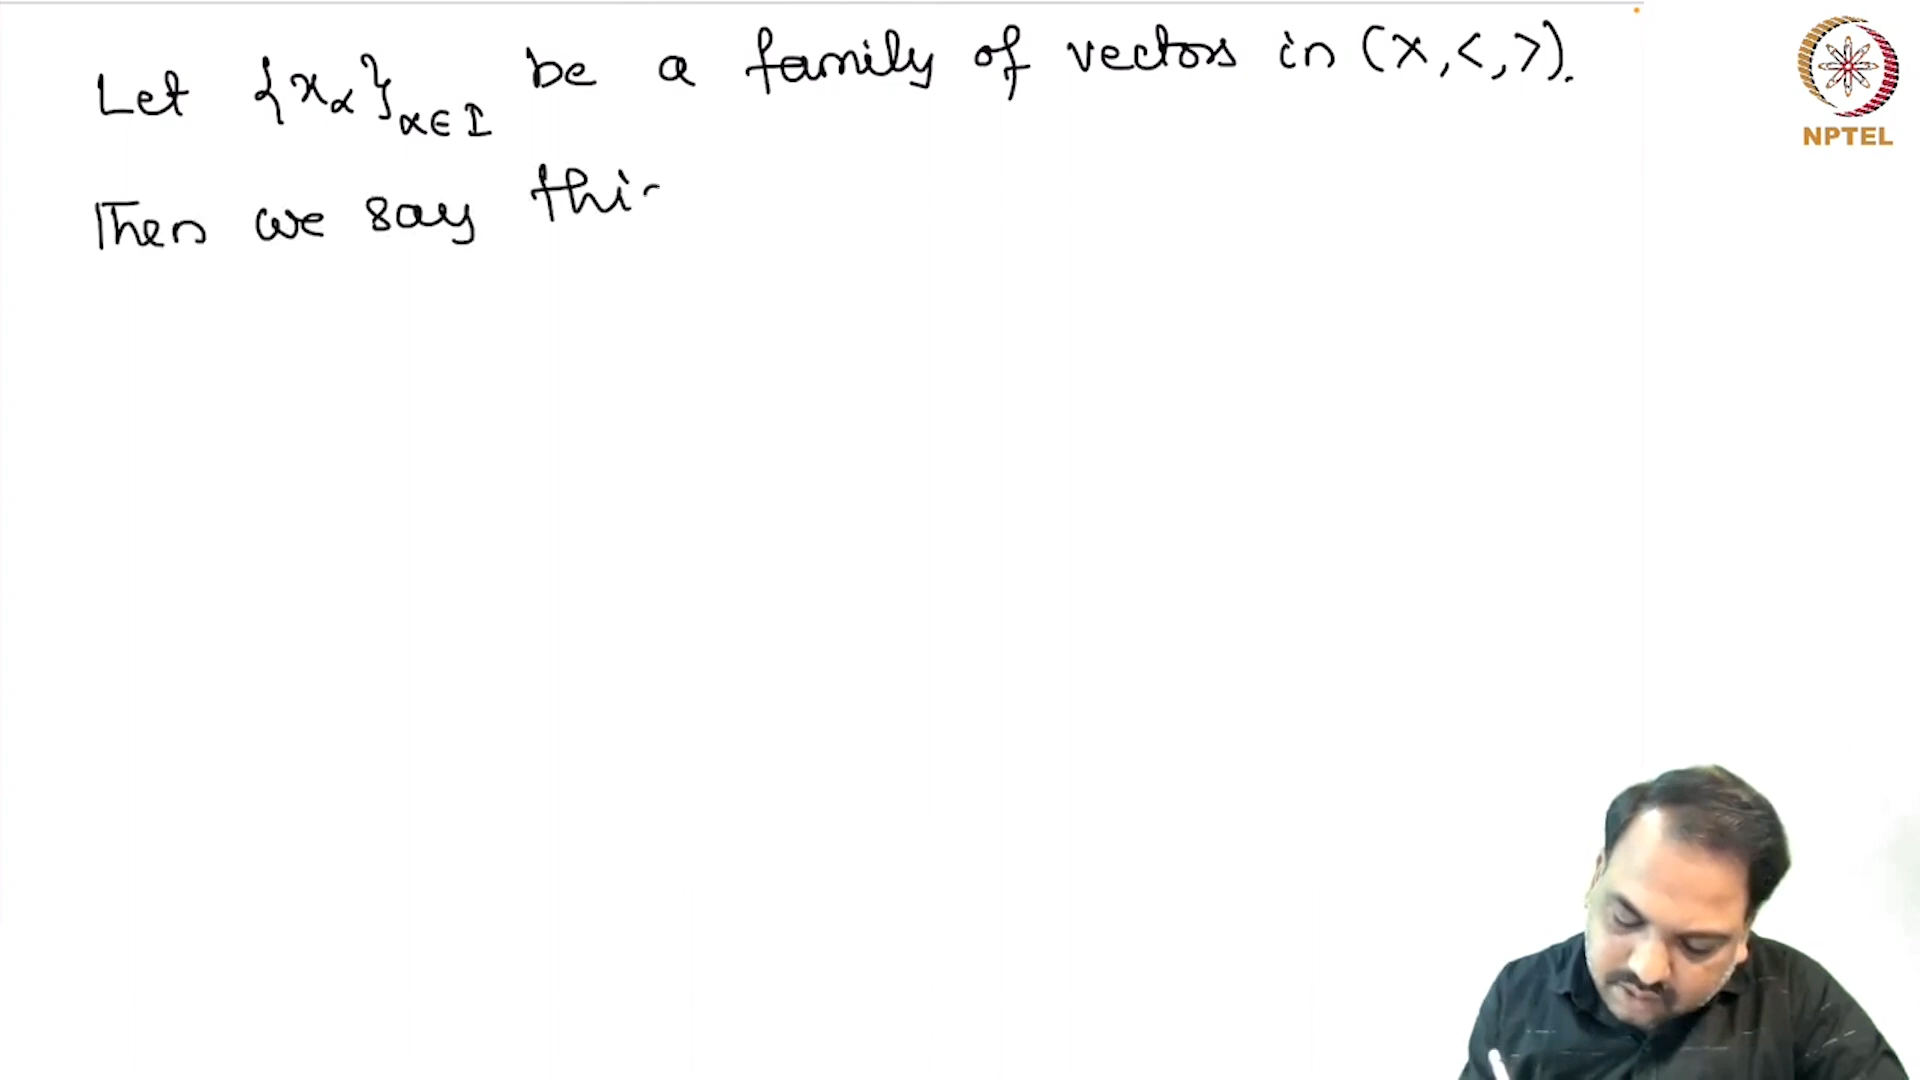 Let {x_α}_{α∈I} be a family of vectors in (X,<,>).
Then we say thi
NPTEL